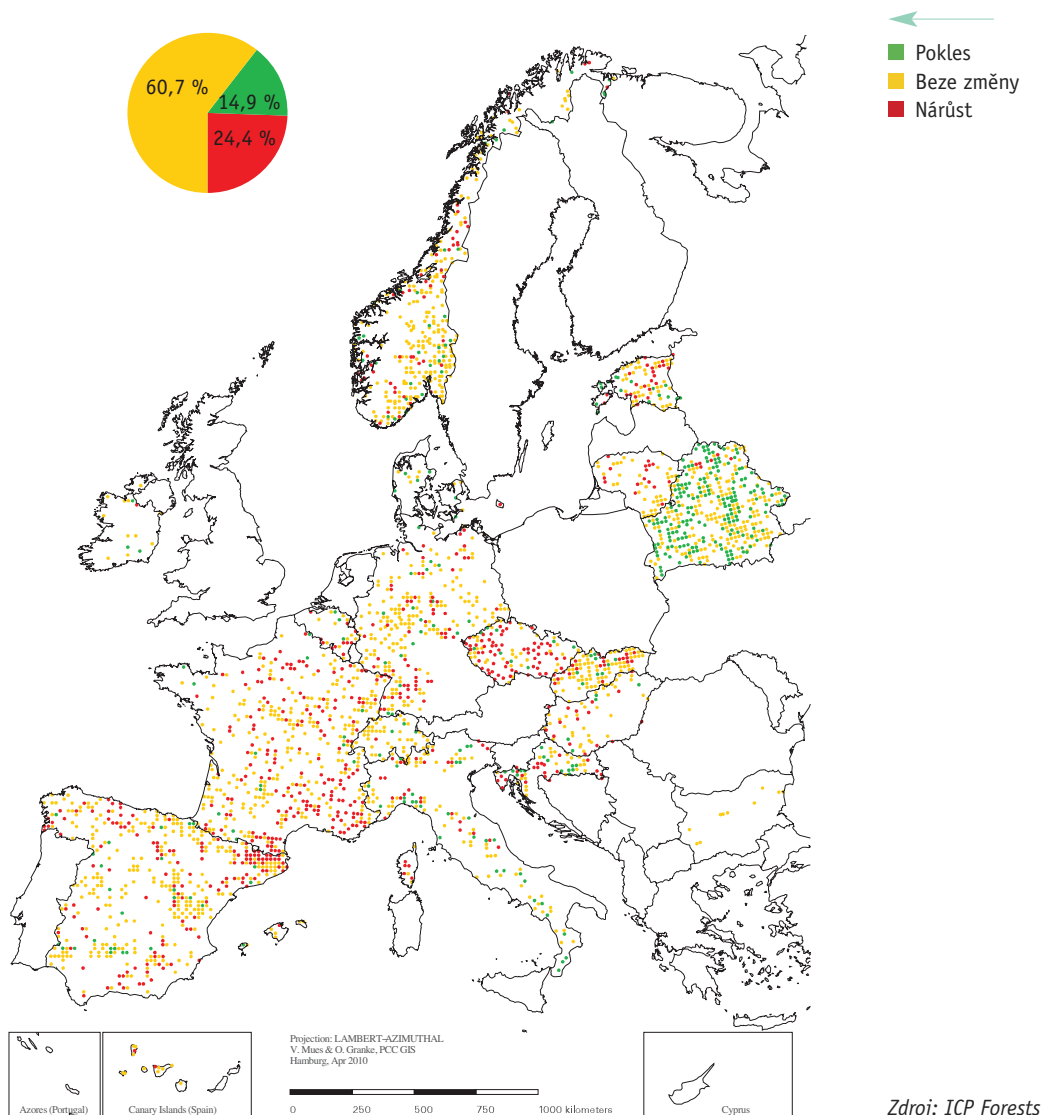 60,7 %
14,9 %
24,4 %
Pokles
Beze změny
Nárůst
Projection: LAMBERT-AZIMUTHAL
V. Mues & O. Granke, PCC GIS
Hamburg, Apr 2010
0 250 500 750 1000 kilometers
Azores (Portugal)
Canary Islands (Spain)
Cyprus
Zdroj: ICP Forests